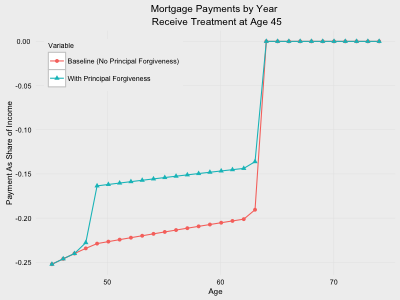 Mortgage Payments by Year
Receive Treatment at Age 45
Variable
Baseline (No Principal Forgiveness)
With Principal Forgiveness
Payment As Share of Income
0.00
-0.05
-0.10
-0.15
-0.20
-0.25
50
60
70
Age